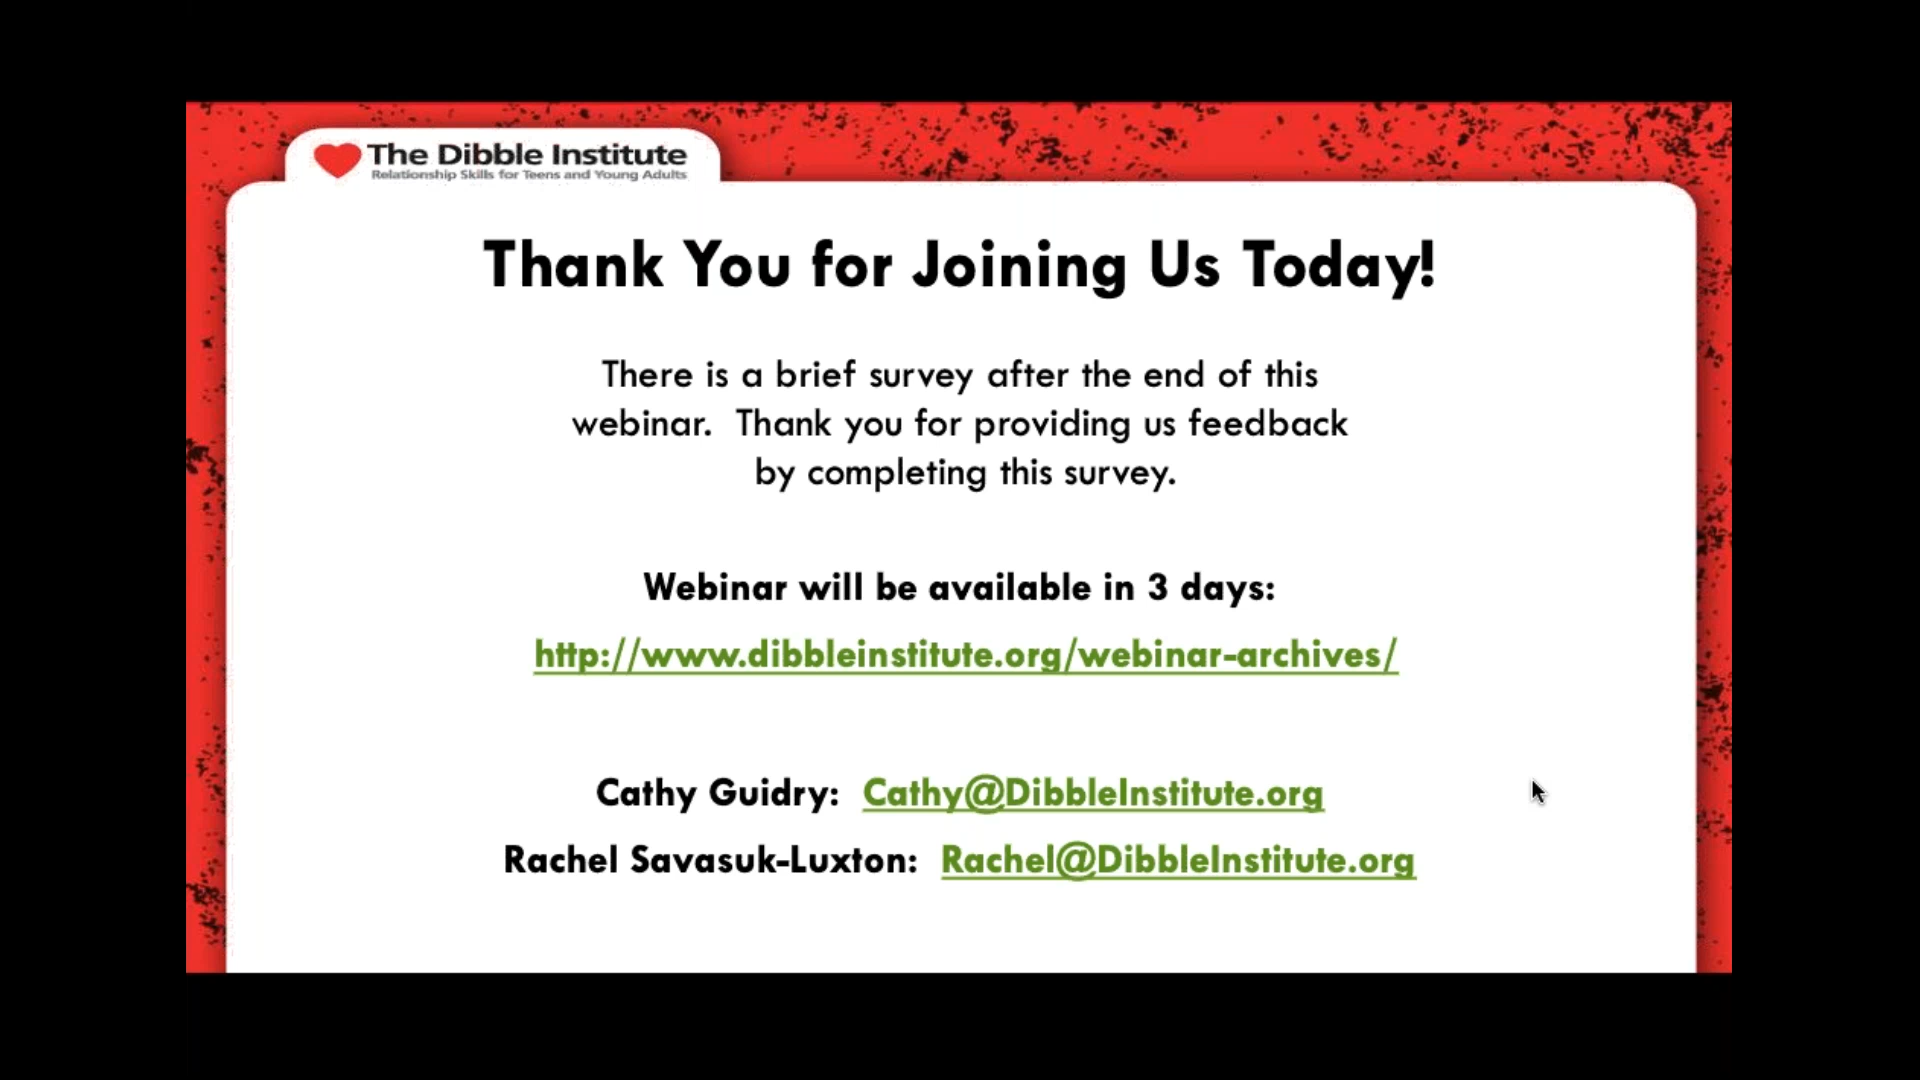 The Dibble Institute
Relationship Skills for Teens and Young Adults
Thank You for Joining Us Today!
There is a brief survey after the end of this
webinar.  Thank you for providing us feedback
by completing this survey.
Webinar will be available in 3 days:
http://www.dibbleinstitute.org/webinar-archives/
Cathy Guidry:  Cathy@DibbleInstitute.org
Rachel Savasuk-Luxton:  Rachel@DibbleInstitute.org